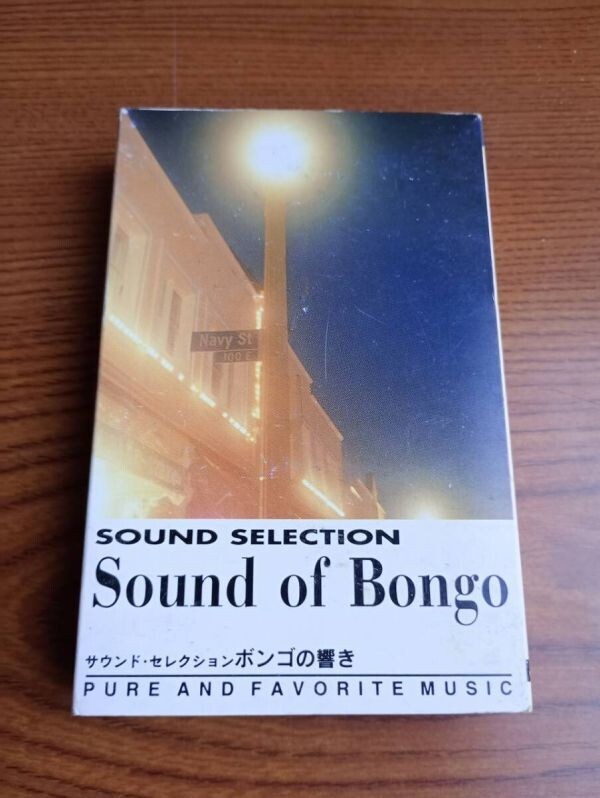 Navy St
100 E
SOUND SELECTION
Sound of Bongo
サウンド・セレクションボンゴの響き
PURE AND FAVORITE MUSIC